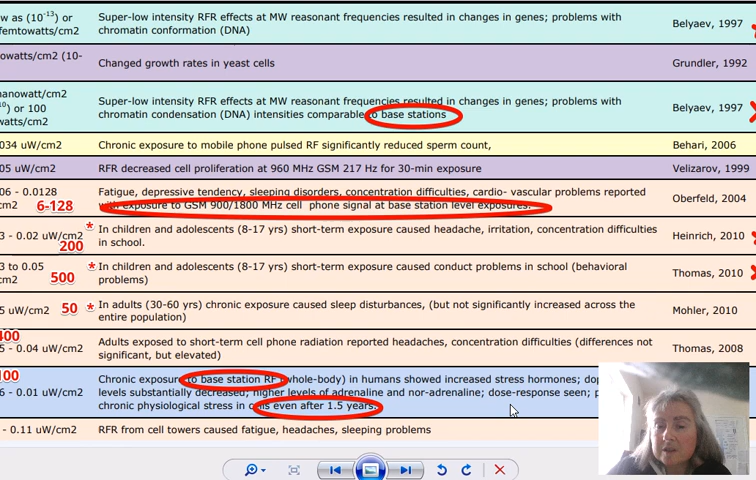 w as (10-13) or
femtowatts/cm2
Super-low intensity RFR effects at MW reasonant frequencies resulted in changes in genes; problems with
chromatin conformation (DNA)
Belyaev, 1997
owatts/cm2 (10-
Changed growth rates in yeast cells
Grundler, 1992
nanowatt/cm2
10) or 100
watts/cm2
Super-low intensity RFR effects at MW reasonant frequencies resulted in changes in genes; problems with
chromatin condensation (DNA) intensities comparable to base stations
Belyaev, 1997
034 uW/cm2
Chronic exposure to mobile phone pulsed RF significantly reduced sperm count,
Behari, 2006
05 uW/cm2
RFR decreased cell proliferation at 960 MHz GSM 217 Hz for 30-min exposure
Velizarov, 1999
06 - 0.0128
cm2
6-128
Fatigue, depressive tendency, sleeping disorders, concentration difficulties, cardio- vascular problems reported
with exposure to GSM 900/1800 MHz cell phone signal at base station level exposures.
Oberfeld, 2004
3 - 0.02 uW/cm2
200
* In children and adolescents (8-17 yrs) short-term exposure caused headache, irritation, concentration difficulties
in school.
Heinrich, 2010
3 to 0.05
cm2
500
* In children and adolescents (8-17 yrs) short-term exposure caused conduct problems in school (behavioral
problems)
Thomas, 2010
5 uW/cm2
50
* In adults (30-60 yrs) chronic exposure caused sleep disturbances, (but not significantly increased across the
entire population)
Mohler, 2010
400
5 - 0.04 uW/cm2
Adults exposed to short-term cell phone radiation reported headaches, concentration difficulties (differences not
significant, but elevated)
Thomas, 2008
100
6 - 0.01 uW/cm2
Chronic exposure to base station RF (whole-body) in humans showed increased stress hormones;
levels substantially decreased; higher levels of adrenaline and nor-adrenaline; dose-response seen;
chronic physiological stress in cells even after 1.5 years.
- 0.11 uW/cm2
RFR from cell towers caused fatigue, headaches, sleeping problems